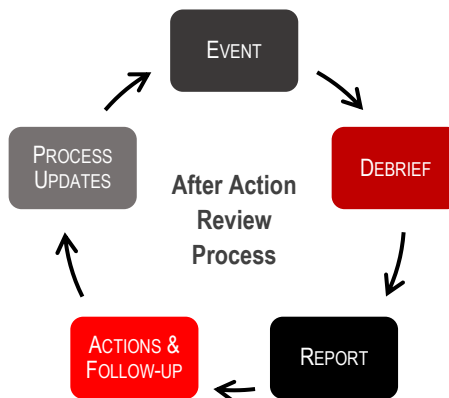 EVENT
DEBRIEF
REPORT
ACTIONS &
FOLLOW-UP
PROCESS
UPDATES
After Action
Review
Process